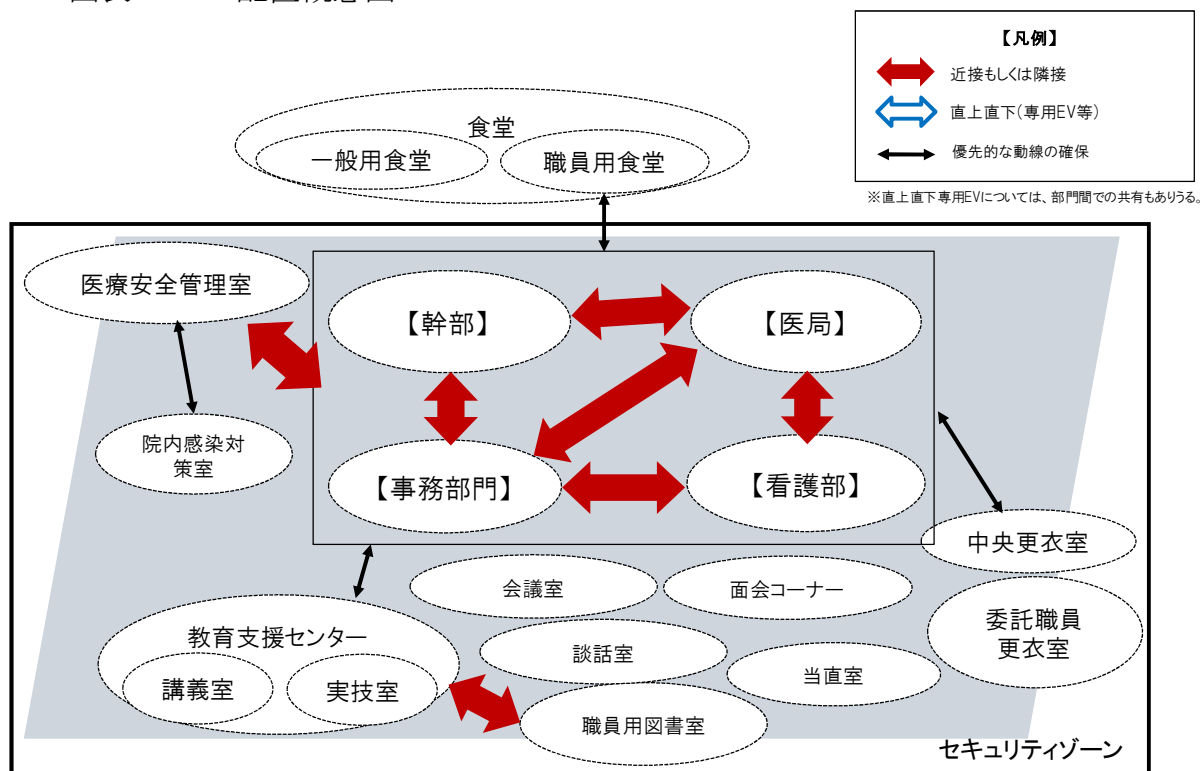 【凡例】
近接もしくは隣接
直上直下(専用EV等)
優先的な動線の確保
※直上直下専用EVについては、部門間での共有もありうる。
食堂
一般用食堂
職員用食堂
医療安全管理室
【幹部】
【医局】
院内感染対
策室
【事務部門】
【看護部】
中央更衣室
会議室
面会コーナー
委託職員
更衣室
教育支援センター
談話室
講義室
実技室
当直室
職員用図書室
セキュリティゾーン